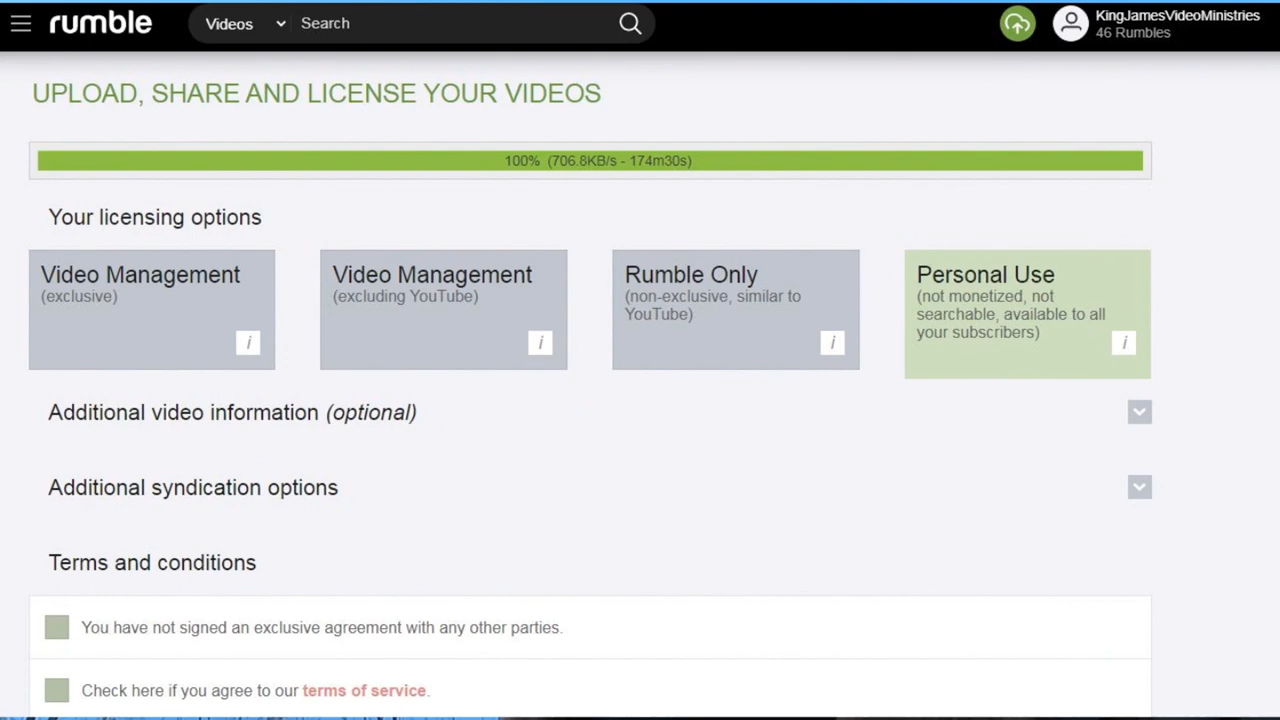 rumble
Videos
Search
KingJamesVideoMinistries
46 Rumbles
UPLOAD, SHARE AND LICENSE YOUR VIDEOS
100% (706.8KB/s - 174m30s)
Your licensing options
Video Management
(exclusive)
i
Video Management
(excluding YouTube)
i
Rumble Only
(non-exclusive, similar to
YouTube)
i
Personal Use
(not monetized, not
searchable, available to all
your subscribers)
i
Additional video information (optional)
Additional syndication options
Terms and conditions
You have not signed an exclusive agreement with any other parties.
Check here if you agree to our terms of service.